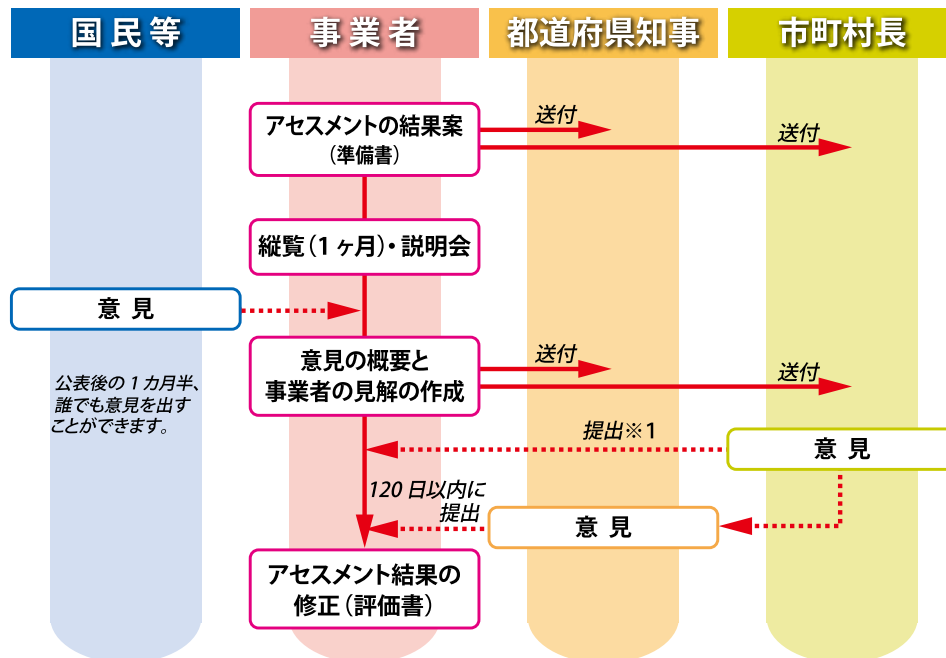 国民等
事業者
都道府県知事
市町村長
アセスメントの結果案
(準備書)
送付
送付
縦覧(1ヶ月)・説明会
意見
公表後の1カ月半、
誰でも意見を出す
ことができます。
意見の概要と
事業者の見解の作成
送付
送付
提出※1
意見
120日以内に
提出
意見
アセスメント結果の
修正(評価書)